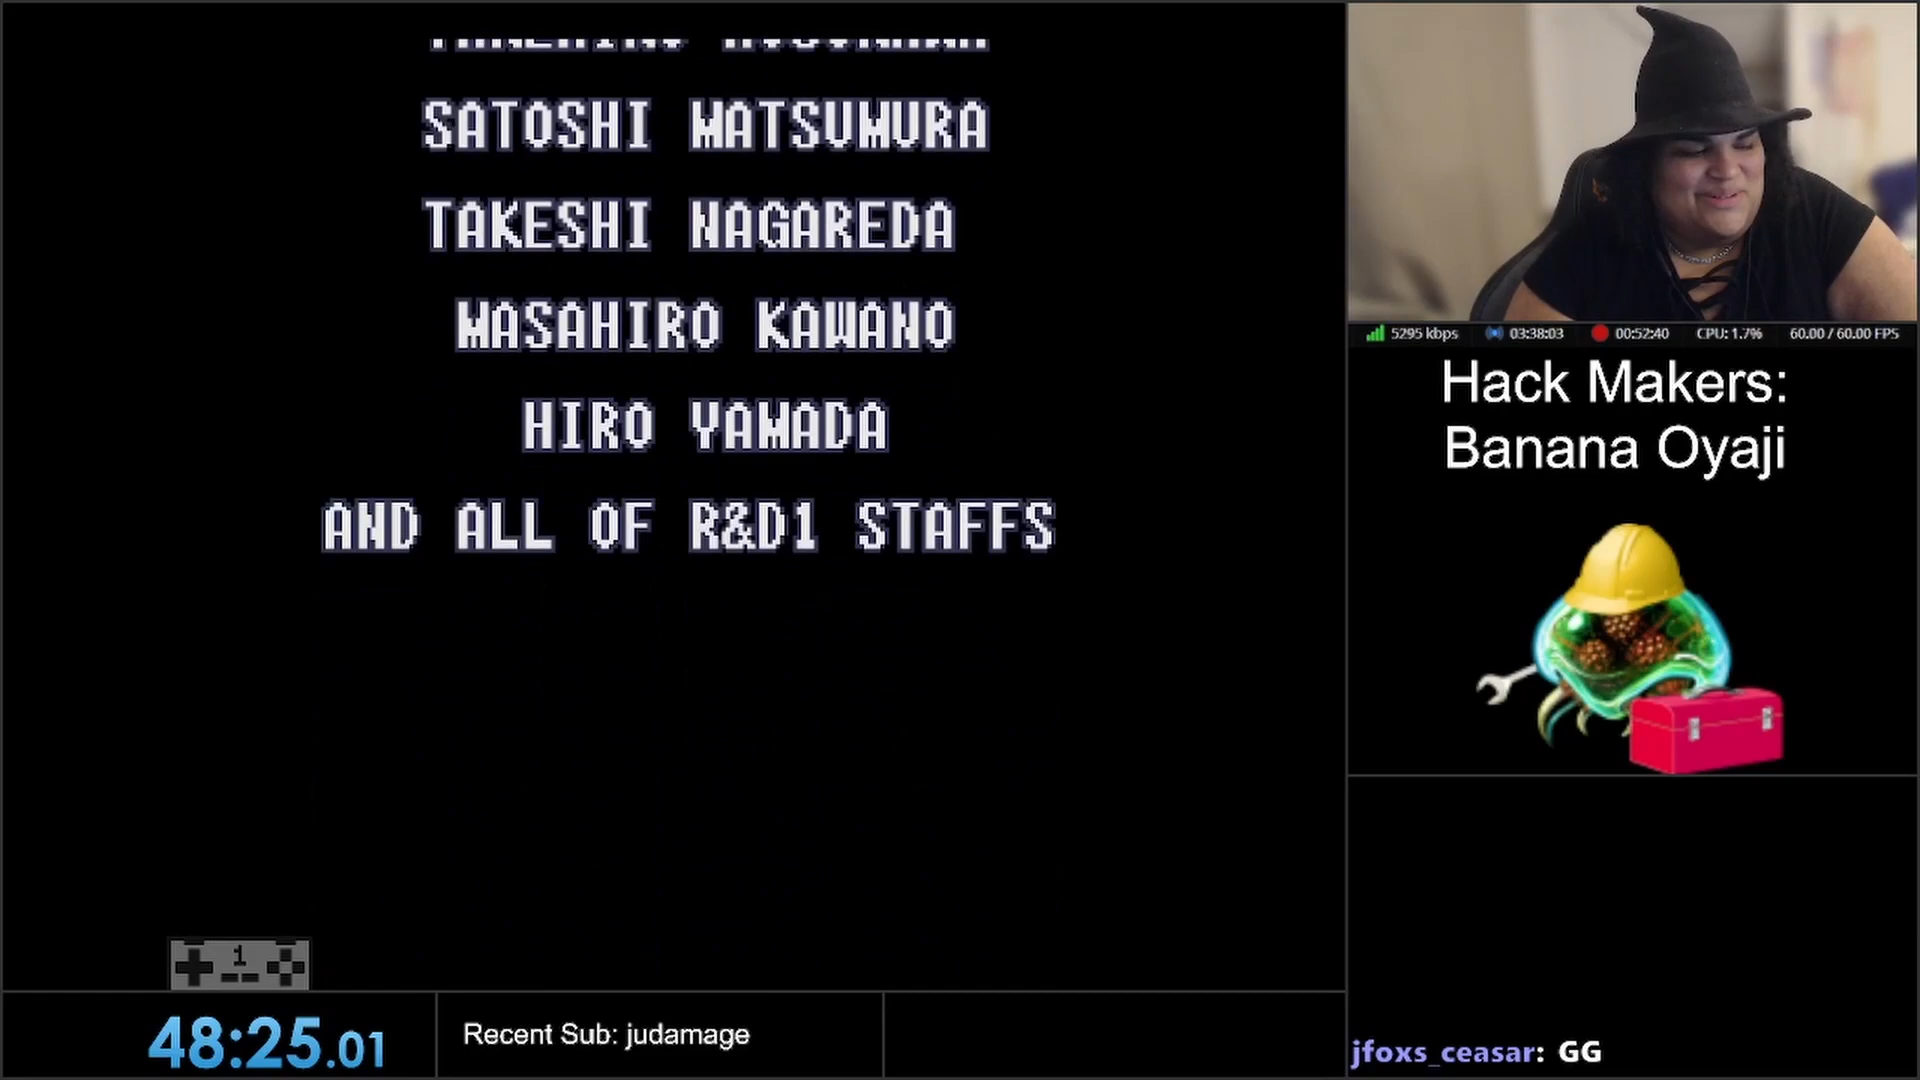 SATOSHI MATSUMURA
TAKESHI NAGAREDA
MASAHIRO KAWANO
HIRO YAMADA
AND ALL OF R&D1 STAFFS
5295 kbps 03:38:03 00:52:40 CPU: 1.7% 60.00 / 60.00 FPS
Hack Makers:
Banana Oyaji
1
48:25.01
Recent Sub: judamage
jfoxs_ceasar: GG